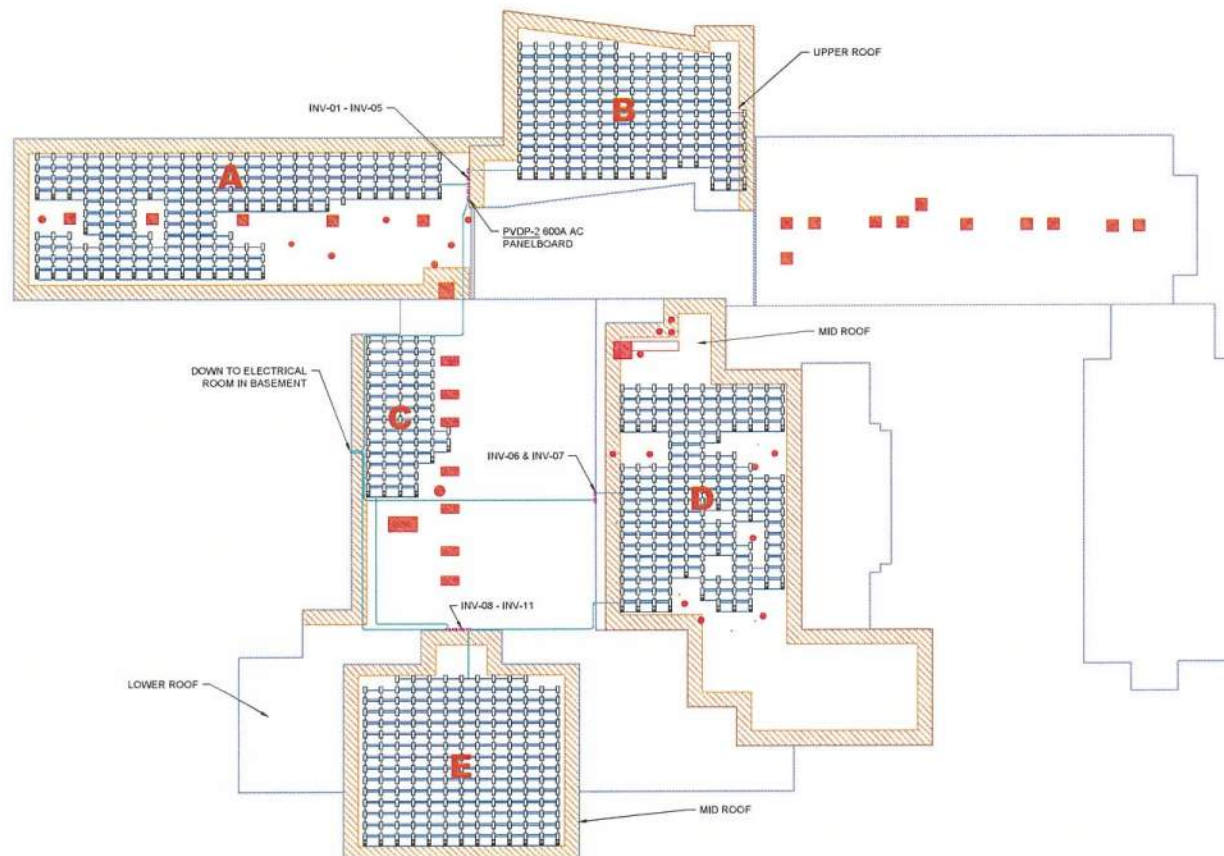 UPPER ROOF
INV-01 - INV-05
B
A
PVDP-2 600A AC
PANELBOARD
MID ROOF
DOWN TO ELECTRICAL
ROOM IN BASEMENT
C
INV-06 & INV-07
D
INV-08 - INV-11
LOWER ROOF
E
MID ROOF